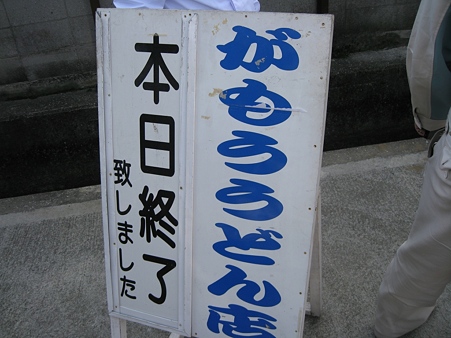 がもううどん店
本日終了
致しました